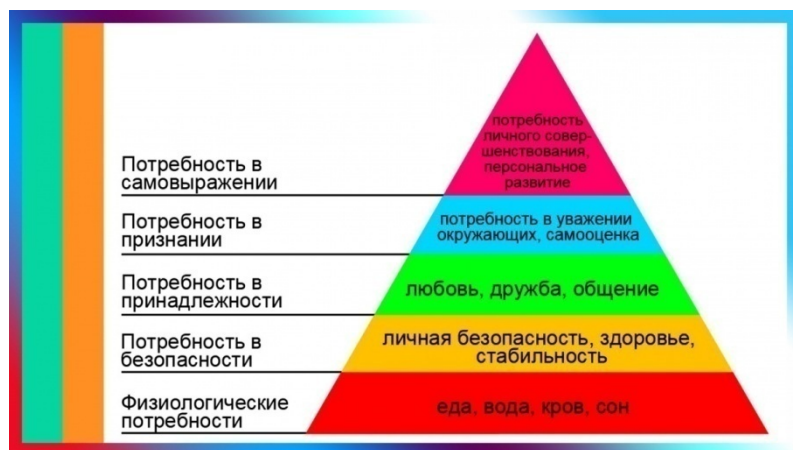 потребность
личного совер-
шенствования,
персональное
развитие
Потребность в
самовыражении
потребность в уважении
окружающих, самооценка
Потребность в
признании
любовь, дружба, общение
Потребность в
принадлежности
личная безопасность, здоровье,
стабильность
Потребность в
безопасности
еда, вода, кров, сон
Физиологические
потребности